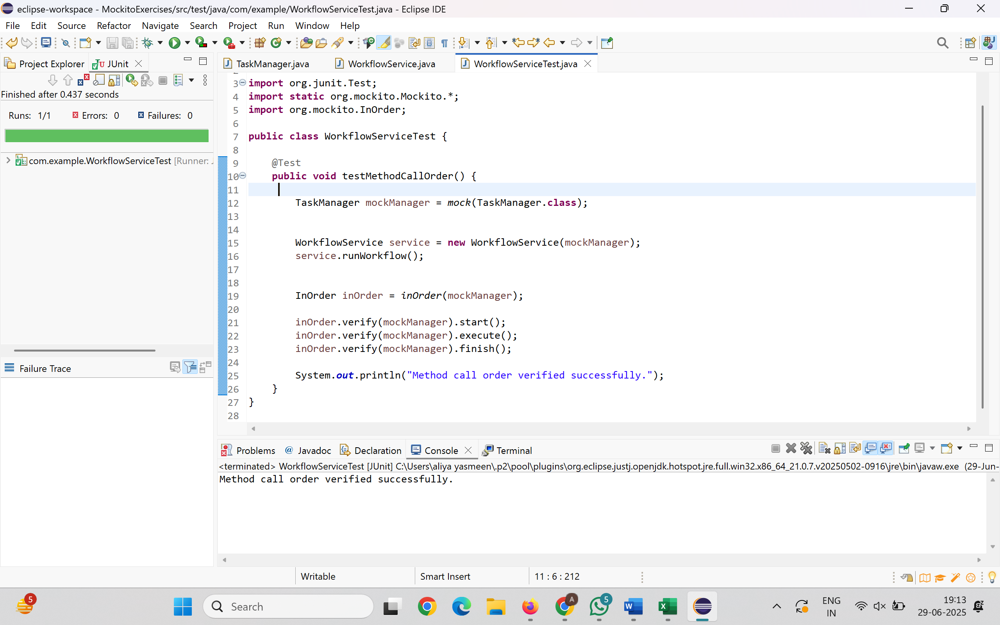 eclipse-workspace - MockitoExercises/src/test/java/com/example/WorkflowServiceTest.java - Eclipse IDE
File Edit Source Refactor Navigate Search Project Run Window Help
Project Explorer JUnit
Finished after 0.437 seconds
Runs: 1/1 Errors: 0 Failures: 0
com.example.WorkflowServiceTest [Runner: J
Failure Trace
TaskManager.java WorkflowService.java WorkflowServiceTest.java
3 import org.junit.Test;
4 import static org.mockito.Mockito.*;
5 import org.mockito.InOrder;
6
7 public class WorkflowServiceTest {
8
9 @Test
10 public void testMethodCallOrder() {
11
12 TaskManager mockManager = mock(TaskManager.class);
13
14
15 WorkflowService service = new WorkflowService(mockManager);
16 service.runWorkflow();
17
18
19 InOrder inOrder = inOrder(mockManager);
20
21 inOrder.verify(mockManager).start();
22 inOrder.verify(mockManager).execute();
23 inOrder.verify(mockManager).finish();
24
25 System.out.println("Method call order verified successfully.");
26 }
27 }
28
Problems Javadoc Declaration Console Terminal
<terminated> WorkflowServiceTest [JUnit] C:\Users\aliya yasmeen\.p2\pool\plugins\org.eclipse.justj.openjdk.hotspot.jre.full.win32.x86_64_21.0.7.v20250502-0916\jre\bin\javaw.exe (29-Jun-
Method call order verified successfully.
Writable Smart Insert 11 : 6 : 212
5 Search A 5 ENG IN 19:13 29-06-2025